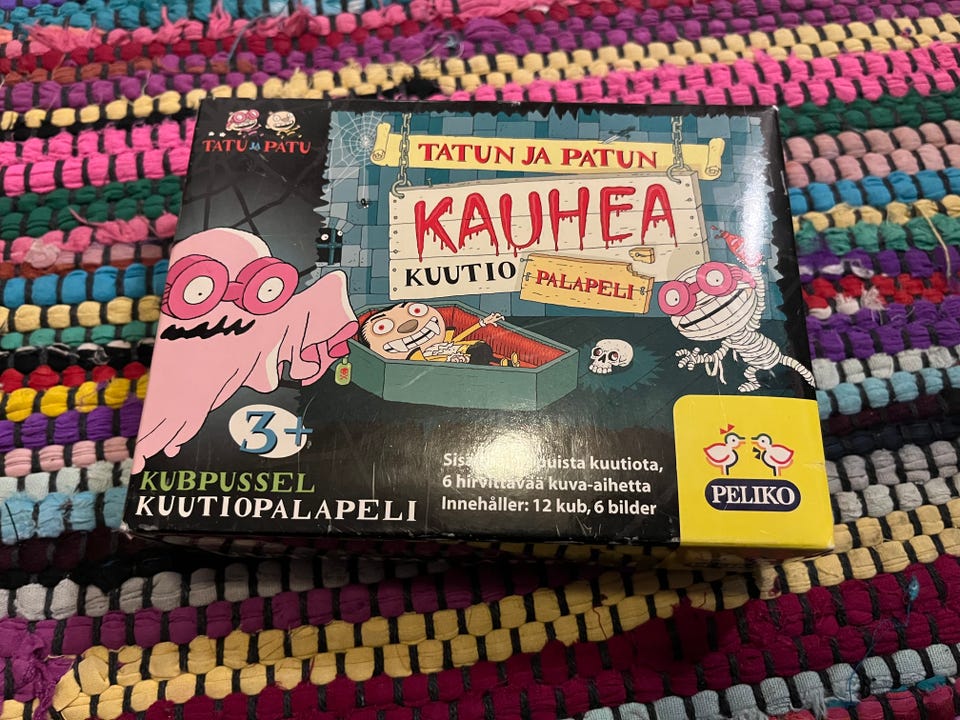 TATU JA PATU
TATUN JA PATUN
KAUHEA
KUUTIO
PALAPELI
3+
KUBPUSSEL
KUUTIOPALAPELI
uista kuutiota,
6 hirvittävää kuva-aihetta
Innehåller: 12 kub, 6 bilder
PELIKO